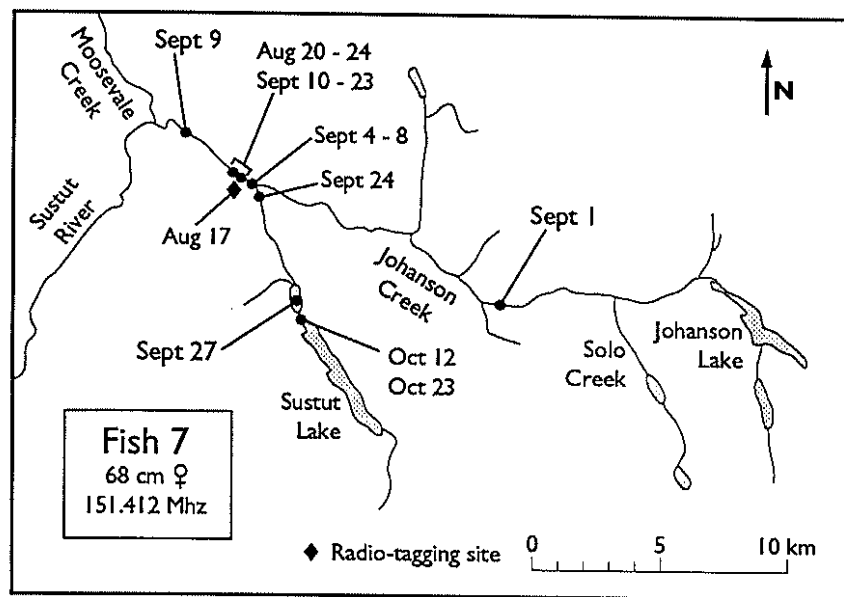 Sept 9
Aug 20 - 24
Sept 10 - 23
Moosevale
Creek
N
Sept 4 - 8
Sept 24
Sustut
River
Aug 17
Sept 1
Johanson
Creek
Sept 27
Oct 12
Oct 23
Solo
Creek
Johanson
Lake
Sustut
Lake
Fish 7
68 cm ♀
151.412 Mhz
Radio-tagging site
0 5 10 km